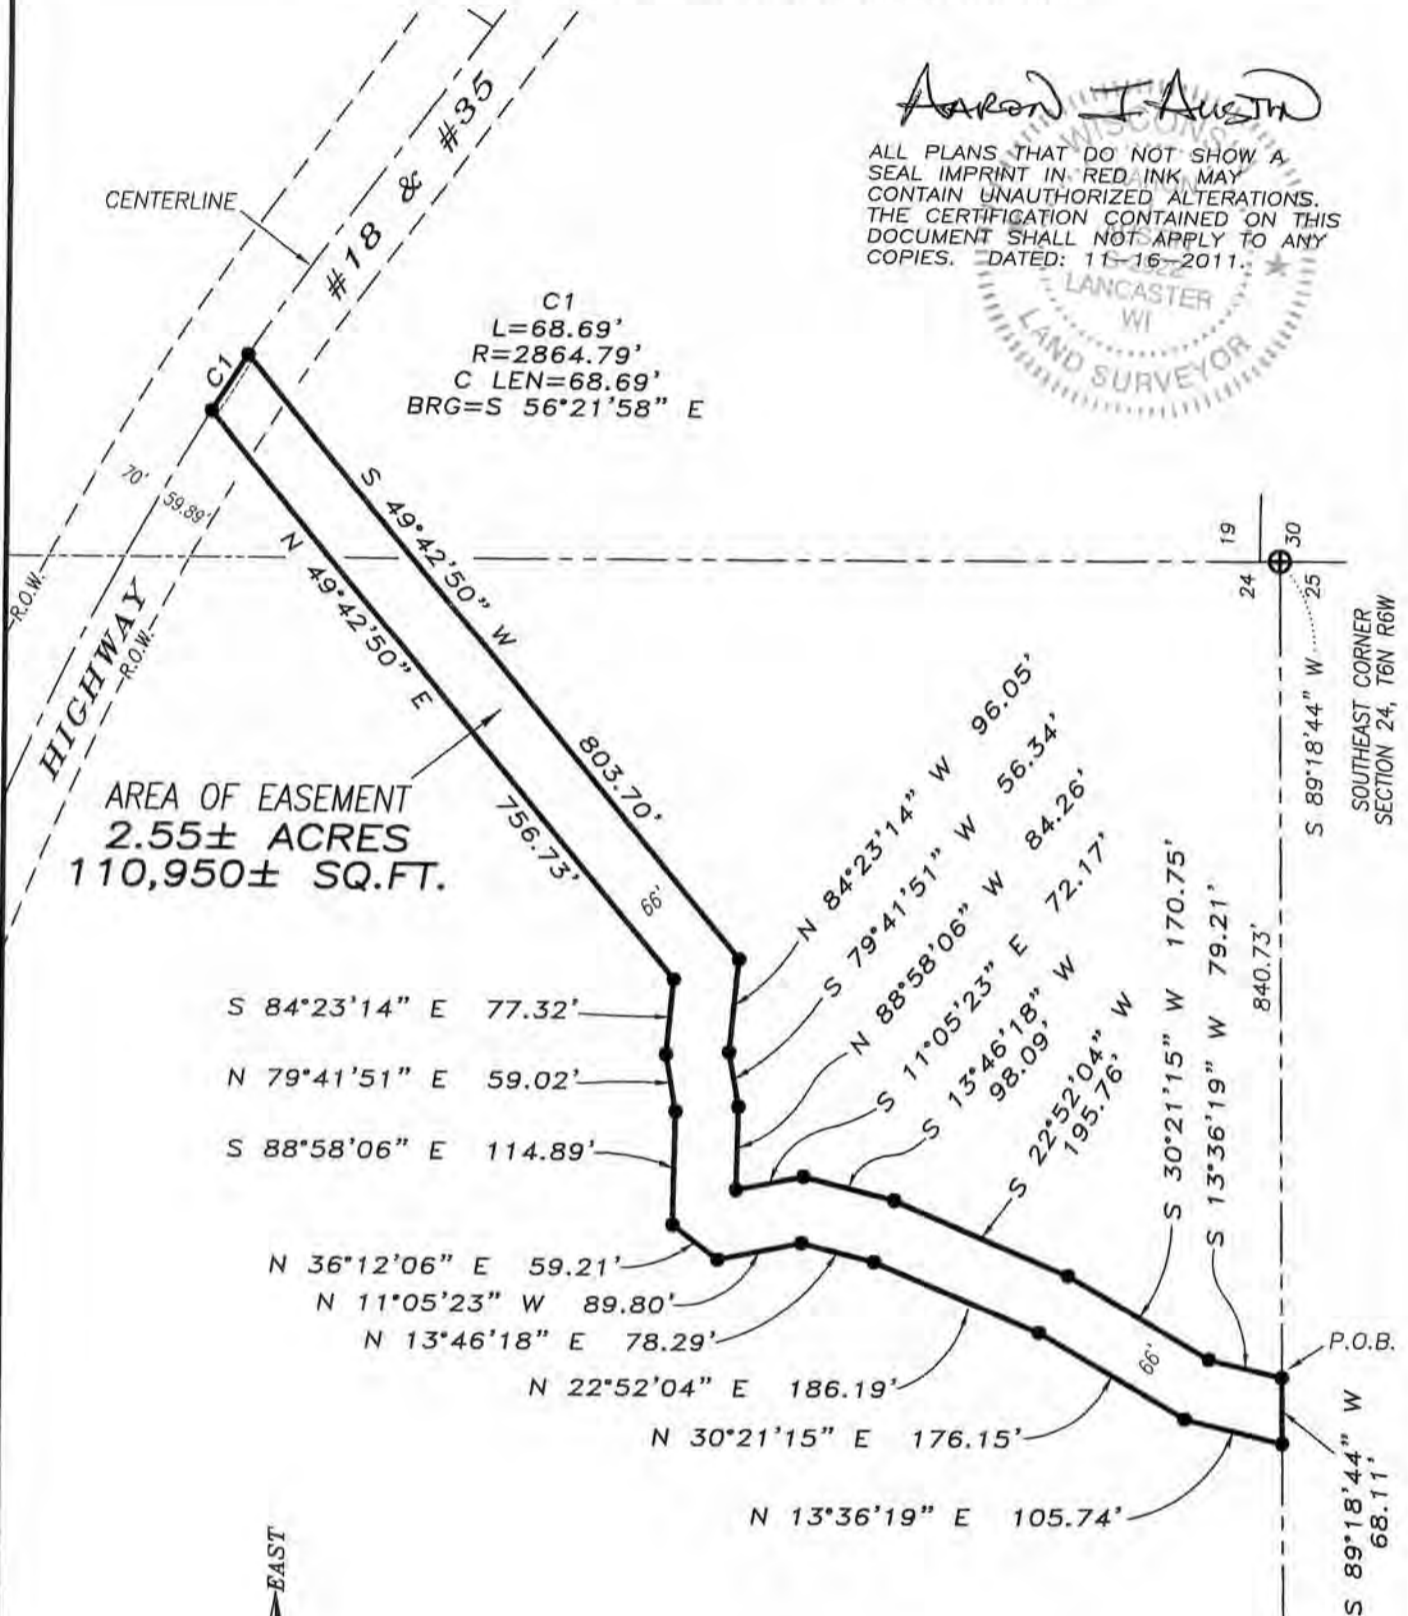 AARON I AUSTIN
ALL PLANS THAT DO NOT SHOW A
SEAL IMPRINT IN RED INK MAY
CONTAIN UNAUTHORIZED ALTERATIONS.
THE CERTIFICATION CONTAINED ON THIS
DOCUMENT SHALL NOT APPLY TO ANY
COPIES. DATED: 11-16-2011.
LANCASTER
WI
LAND SURVEYOR
#18 & #35
CENTERLINE
C1
L=68.69'
R=2864.79'
C LEN=68.69'
BRG=S 56°21'58" E
C1
70'
59.89'
R.O.W.
HIGHWAY
R.O.W.
S 49°42'50" W
803.70'
N 49°42'50" E
756.73'
66'
AREA OF EASEMENT
2.55± ACRES
110,950± SQ.FT.
19
30
24
25
S 89°18'44" W
840.73'
SOUTHEAST CORNER
SECTION 24, T6N R6W
N 84°23'14" W 96.05'
S 79°41'51" W 56.34'
N 88°58'06" W 84.26'
S 11°05'23" E 72.17'
S 13°46'18" W
98.09'
S 22°52'04" W
195.76'
S 30°21'15" W 170.75'
S 13°36'19" W 79.21'
S 84°23'14" E 77.32'
N 79°41'51" E 59.02'
S 88°58'06" E 114.89'
N 36°12'06" E 59.21'
N 11°05'23" W 89.80'
N 13°46'18" E 78.29'
N 22°52'04" E 186.19'
N 30°21'15" E 176.15'
N 13°36'19" E 105.74'
66'
P.O.B.
S 89°18'44" W
68.11'
EAST